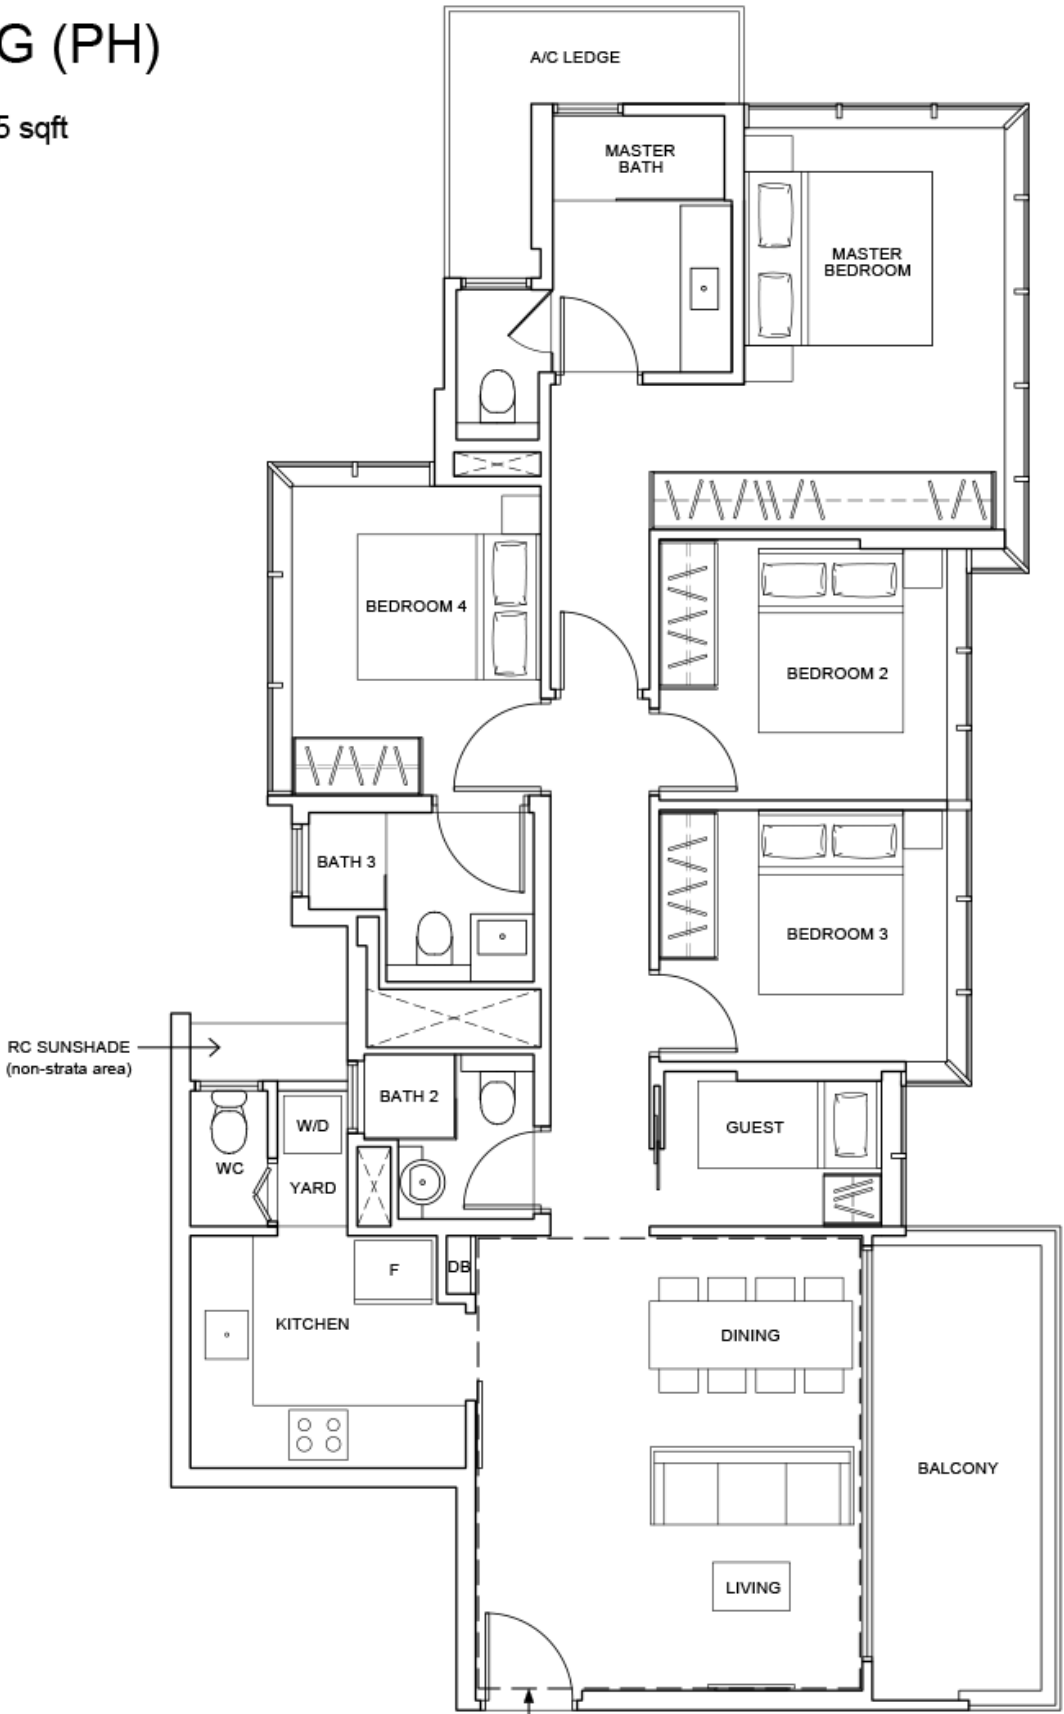 G (PH)
5 sqft
A/C LEDGE
MASTER
BATH
MASTER
BEDROOM
BEDROOM 4
BEDROOM 2
BATH 3
BEDROOM 3
RC SUNSHADE
(non-strata area)
BATH 2
W/D
GUEST
WC
YARD
F
DB
KITCHEN
DINING
BALCONY
LIVING